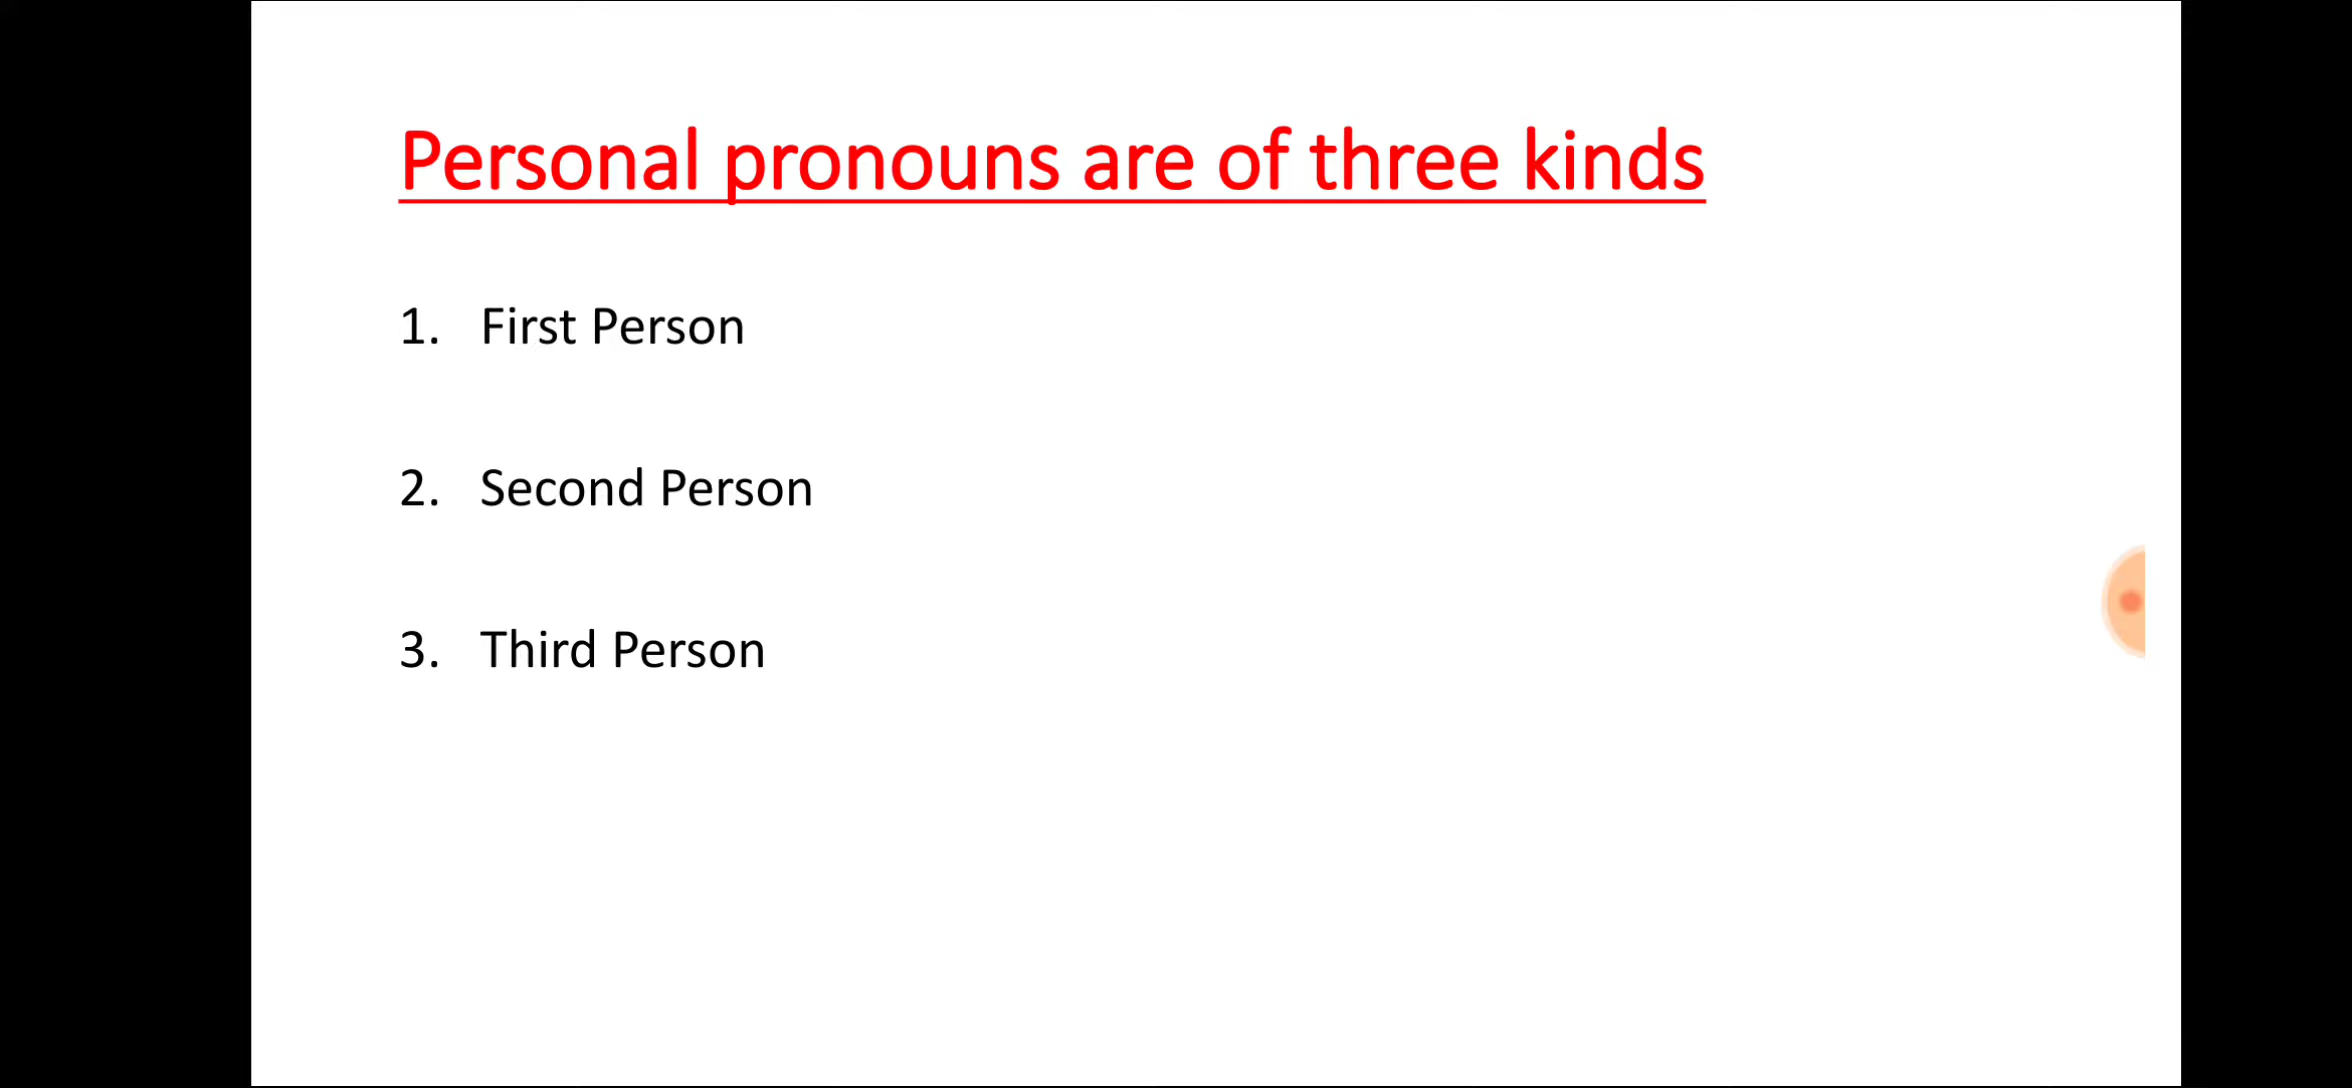 Personal pronouns are of three kinds
1. First Person
2. Second Person
3. Third Person